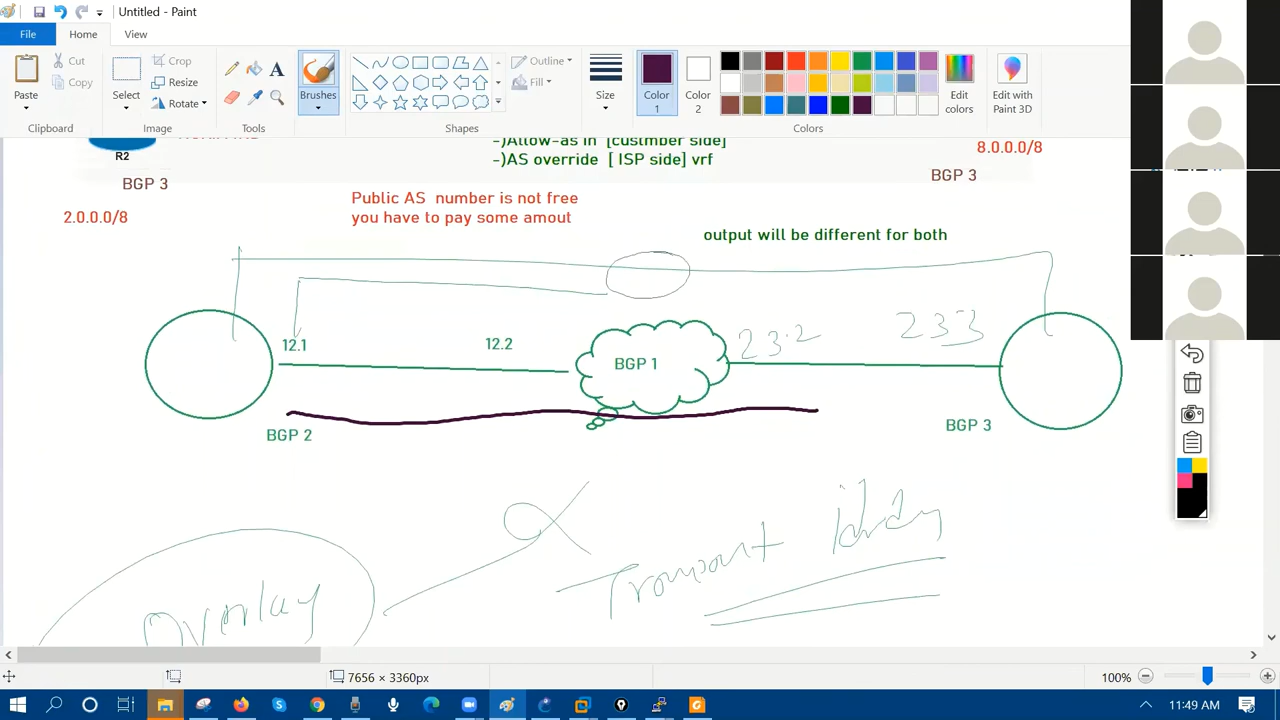 Untitled - Paint
File
Home
View
Paste
Cut
Copy
Clipboard
Select
Crop
Resize
Rotate
Image
Tools
Brushes
Outline
Fill
Shapes
Size
Color 1
Color 2
Edit colors
Edit with Paint 3D
Colors
R2
-)Allow-as in [custmber side]
-)AS override [ ISP side] vrf
8.0.0.0/8
BGP 3
BGP 3
2.0.0.0/8
Public AS number is not free
you have to pay some amout
output will be different for both
12.1
12.2
BGP 1
23.2
233
BGP 2
BGP 3
Overlay
7656 × 3360px
100%
11:49 AM